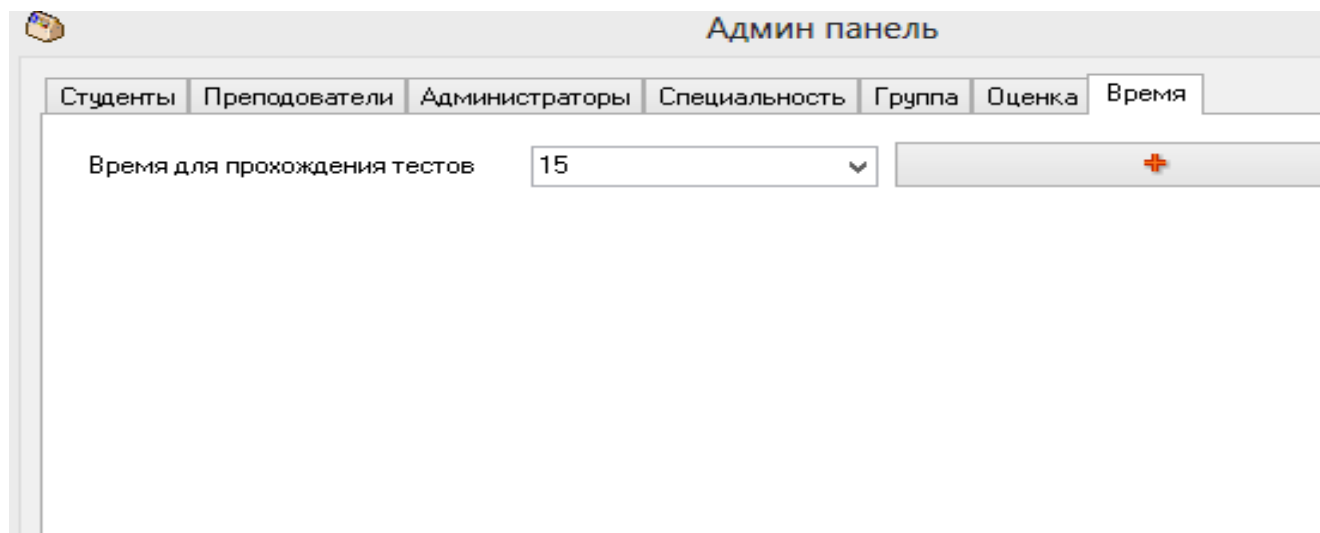 Админ панель
Студенты Преподователи Администраторы Специальность Группа Оценка Время
Время для прохождения тестов 15